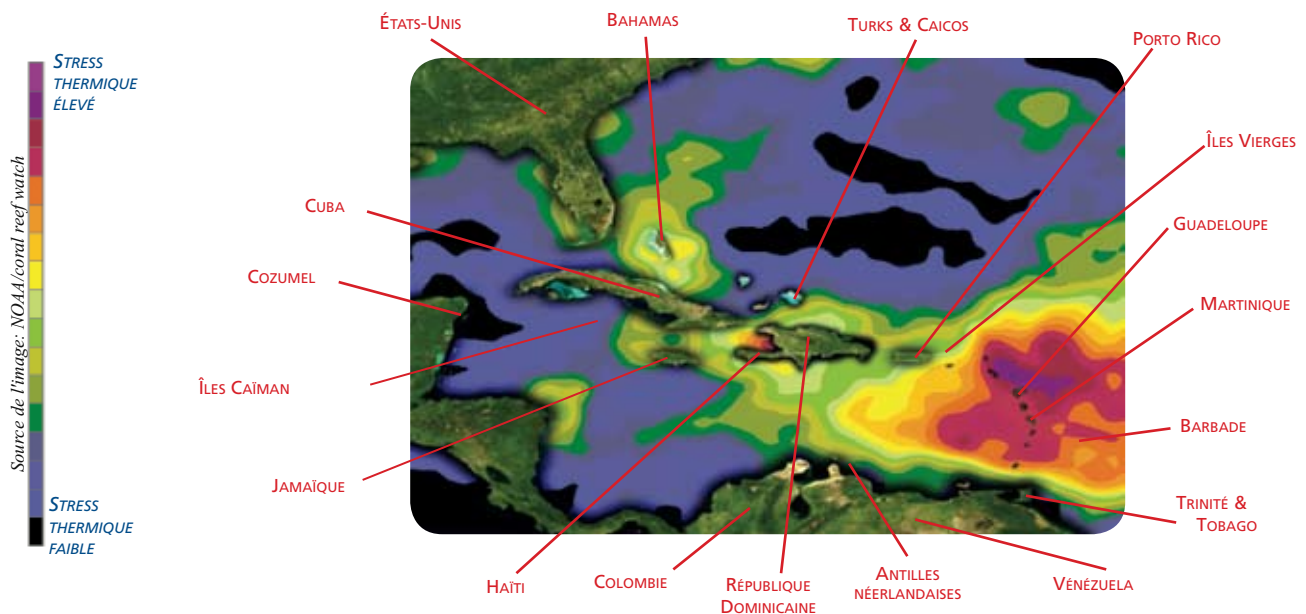 ÉTATS-UNIS
BAHAMAS
TURKS & CAICOS
PORTO RICO
STRESS
THERMIQUE
ÉLEVÉ
ÎLES VIERGES
CUBA
GUADELOUPE
COZUMEL
MARTINIQUE
Source de l'image: NOAA/coral reef watch
ÎLES CAÏMAN
BARBADE
JAMAÏQUE
STRESS
THERMIQUE
FAIBLE
TRINITÉ &
TOBAGO
HAÏTI
COLOMBIE
RÉPUBLIQUE
DOMINICAINE
ANTILLES
NÉERLANDAISES
VÉNÉZUELA